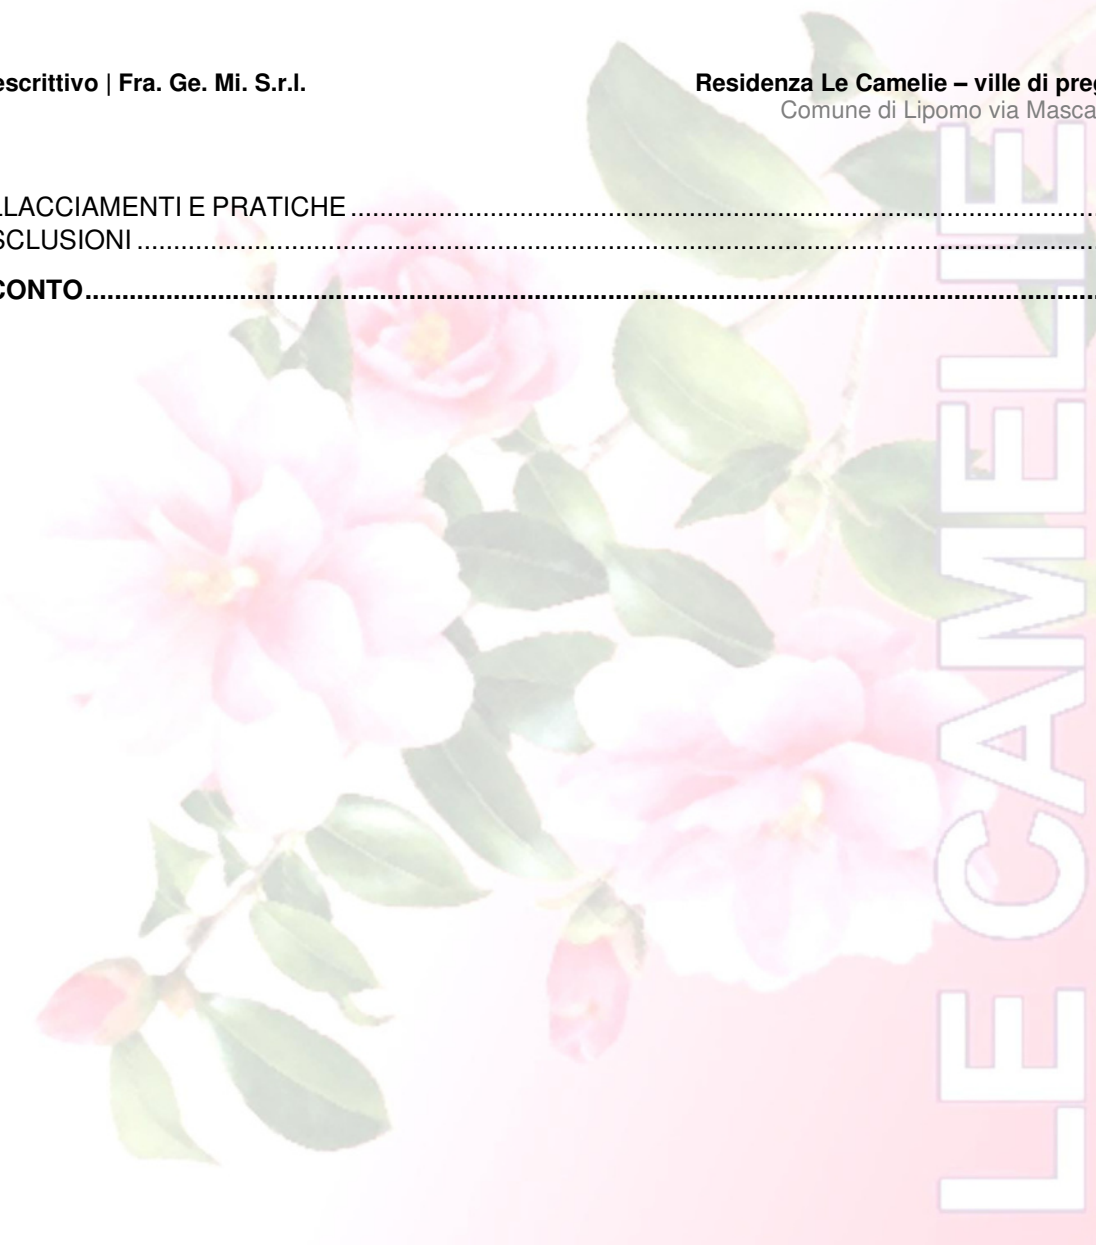 escrittivo | Fra. Ge. Mi. S.r.l.
Residenza Le Camelie – ville di preg
Comune di Lipomo via Masca
LLACCIAMENTI E PRATICHE
SCLUSIONI
CONTO
LE CAMELIE